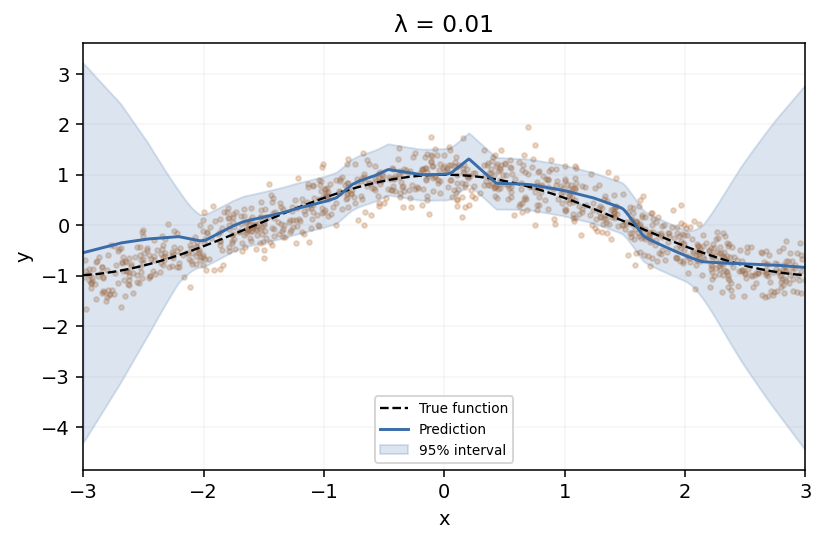 λ = 0.01
3
2
1
0
−1
−2
−3
−4
y
True function
Prediction
95% interval
−3 −2 −1 0 1 2 3
x